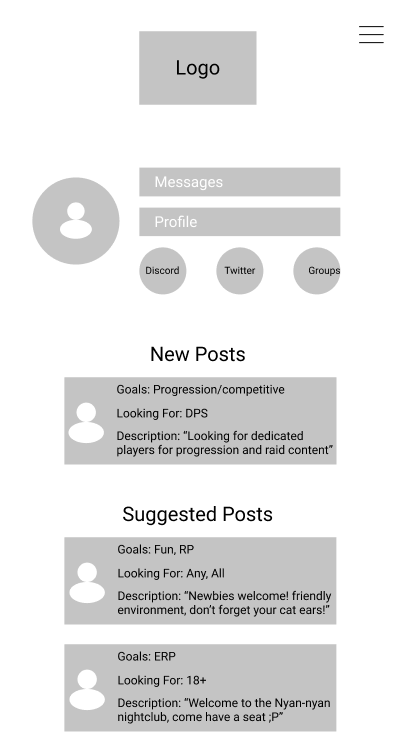 Logo
Messages
Profile
Discord
Twitter
Groups
New Posts
Goals: Progression/competitive
Looking For: DPS
Description: “Looking for dedicated
players for progression and raid content”
Suggested Posts
Goals: Fun, RP
Looking For: Any, All
Description: “Newbies welcome! friendly
environment, don’t forget your cat ears!”
Goals: ERP
Looking For: 18+
Description: “Welcome to the Nyan-nyan
nightclub, come have a seat ;P”